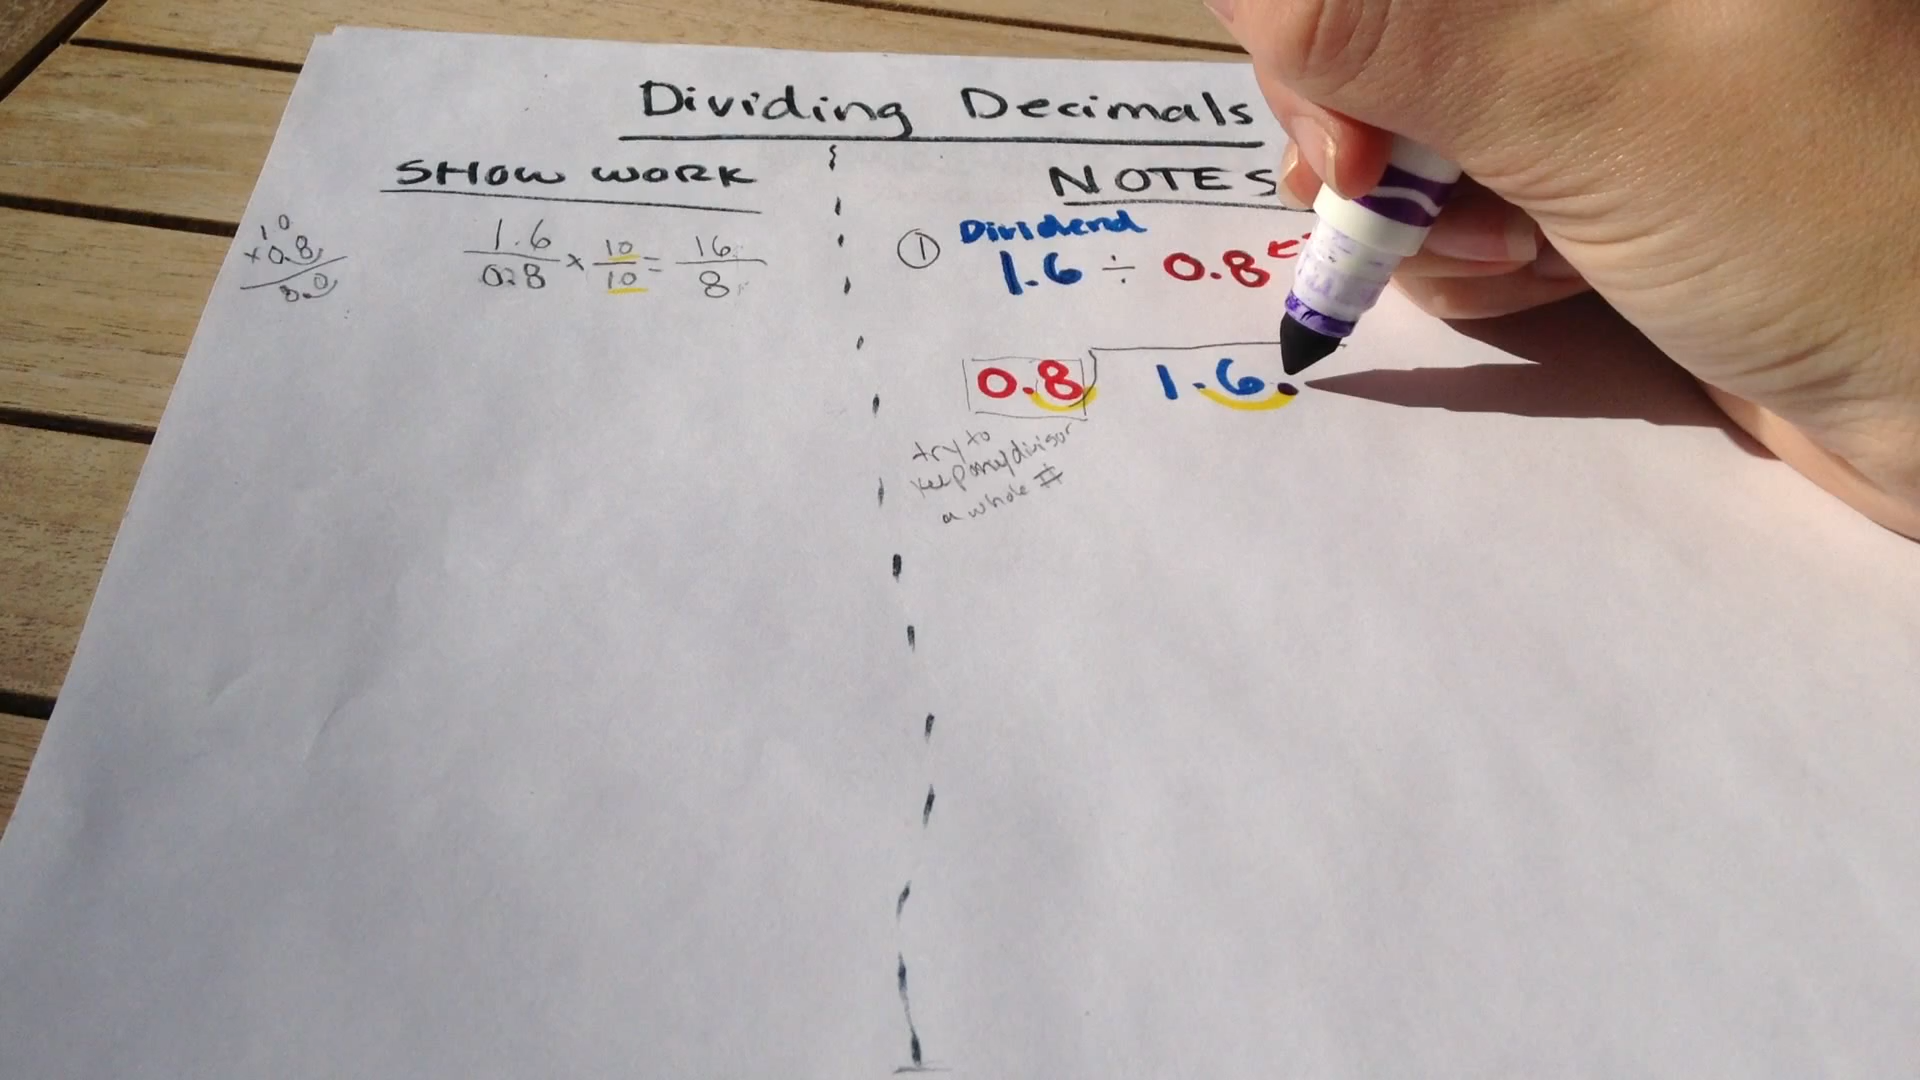 Dividing Decimals
SHOW WORK
10
×0.8
8.0
1.6/0.8 × 10/10 = 16/8
NOTES
① Dividend
1.6 ÷ 0.8 ←
0.8 1.6.
try to
keep divisor
a whole #